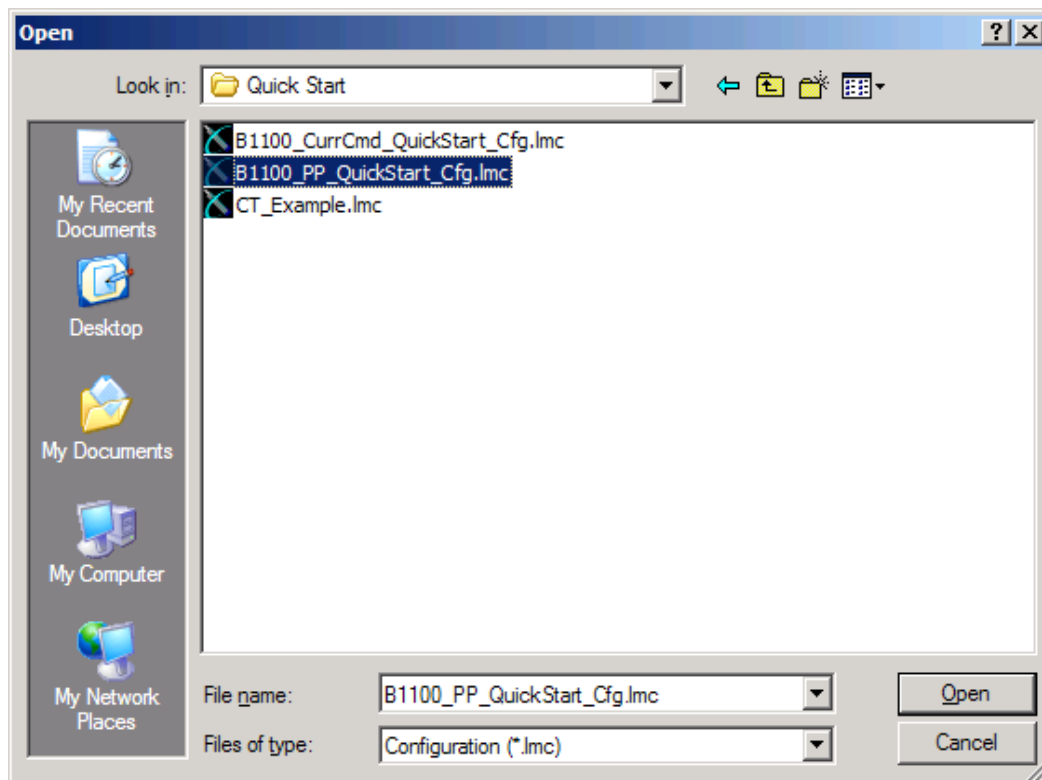 Open
Look in: Quick Start
B1100_CurrCmd_QuickStart_Cfg.lmc
B1100_PP_QuickStart_Cfg.lmc
CT_Example.lmc
My Recent
Documents
Desktop
My Documents
My Computer
My Network
Places
File name: B1100_PP_QuickStart_Cfg.lmc
Open
Files of type: Configuration (*.lmc)
Cancel